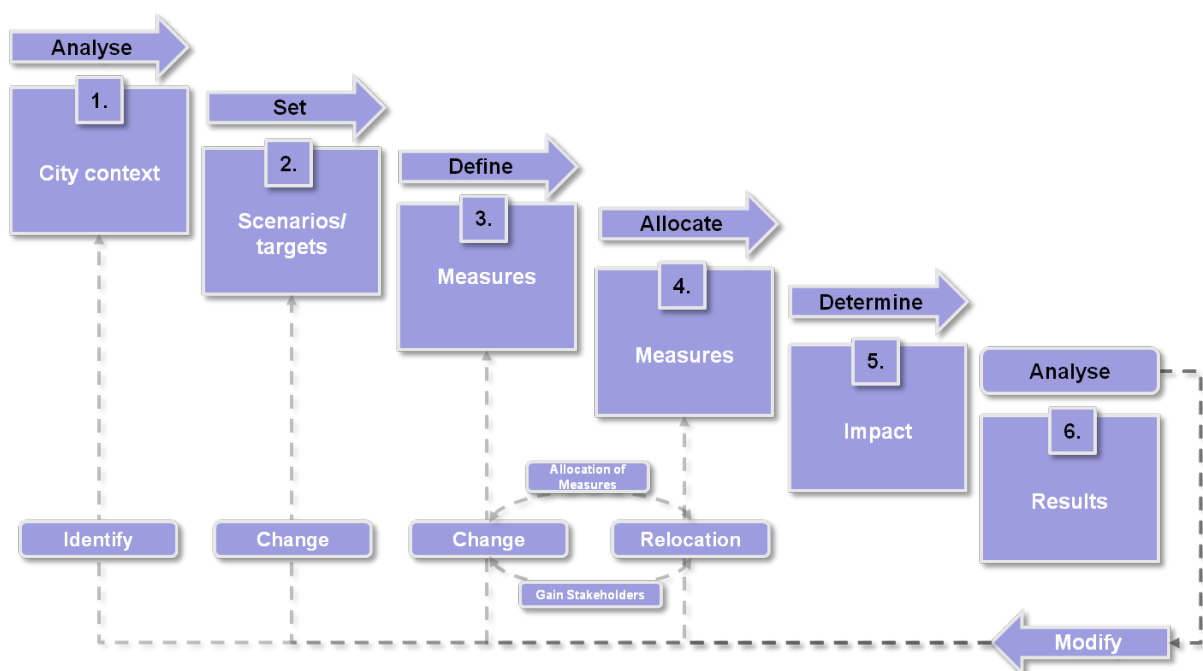 Analyse
1.
City context
Set
2.
Scenarios/
targets
Define
3.
Measures
Allocate
4.
Measures
Determine
5.
Impact
Analyse
6.
Results
Allocation of
Measures
Identify
Change
Change
Relocation
Gain Stakeholders
Modify